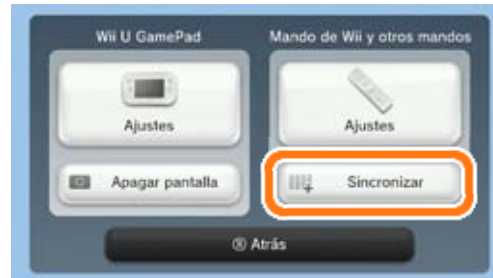 Wii U GamePad
Mando de Wii y otros mandos
Ajustes
Ajustes
Apagar pantalla
Sincronizar
Ⓑ Atrás